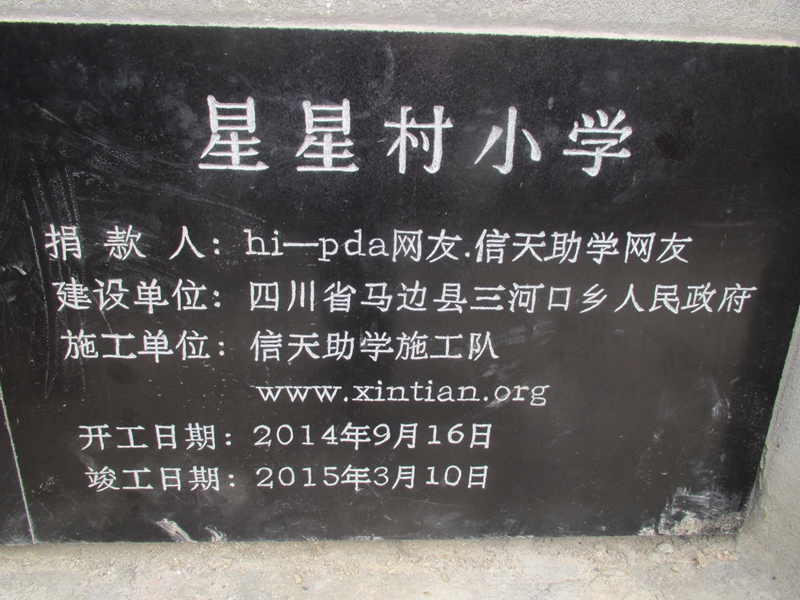 星星村小学
捐款人：hi—pda网友.信天助学网友
建设单位：四川省马边县三河口乡人民政府
施工单位：信天助学施工队
www.xintian.org
开工日期：2014年9月16日
竣工日期：2015年3月10日